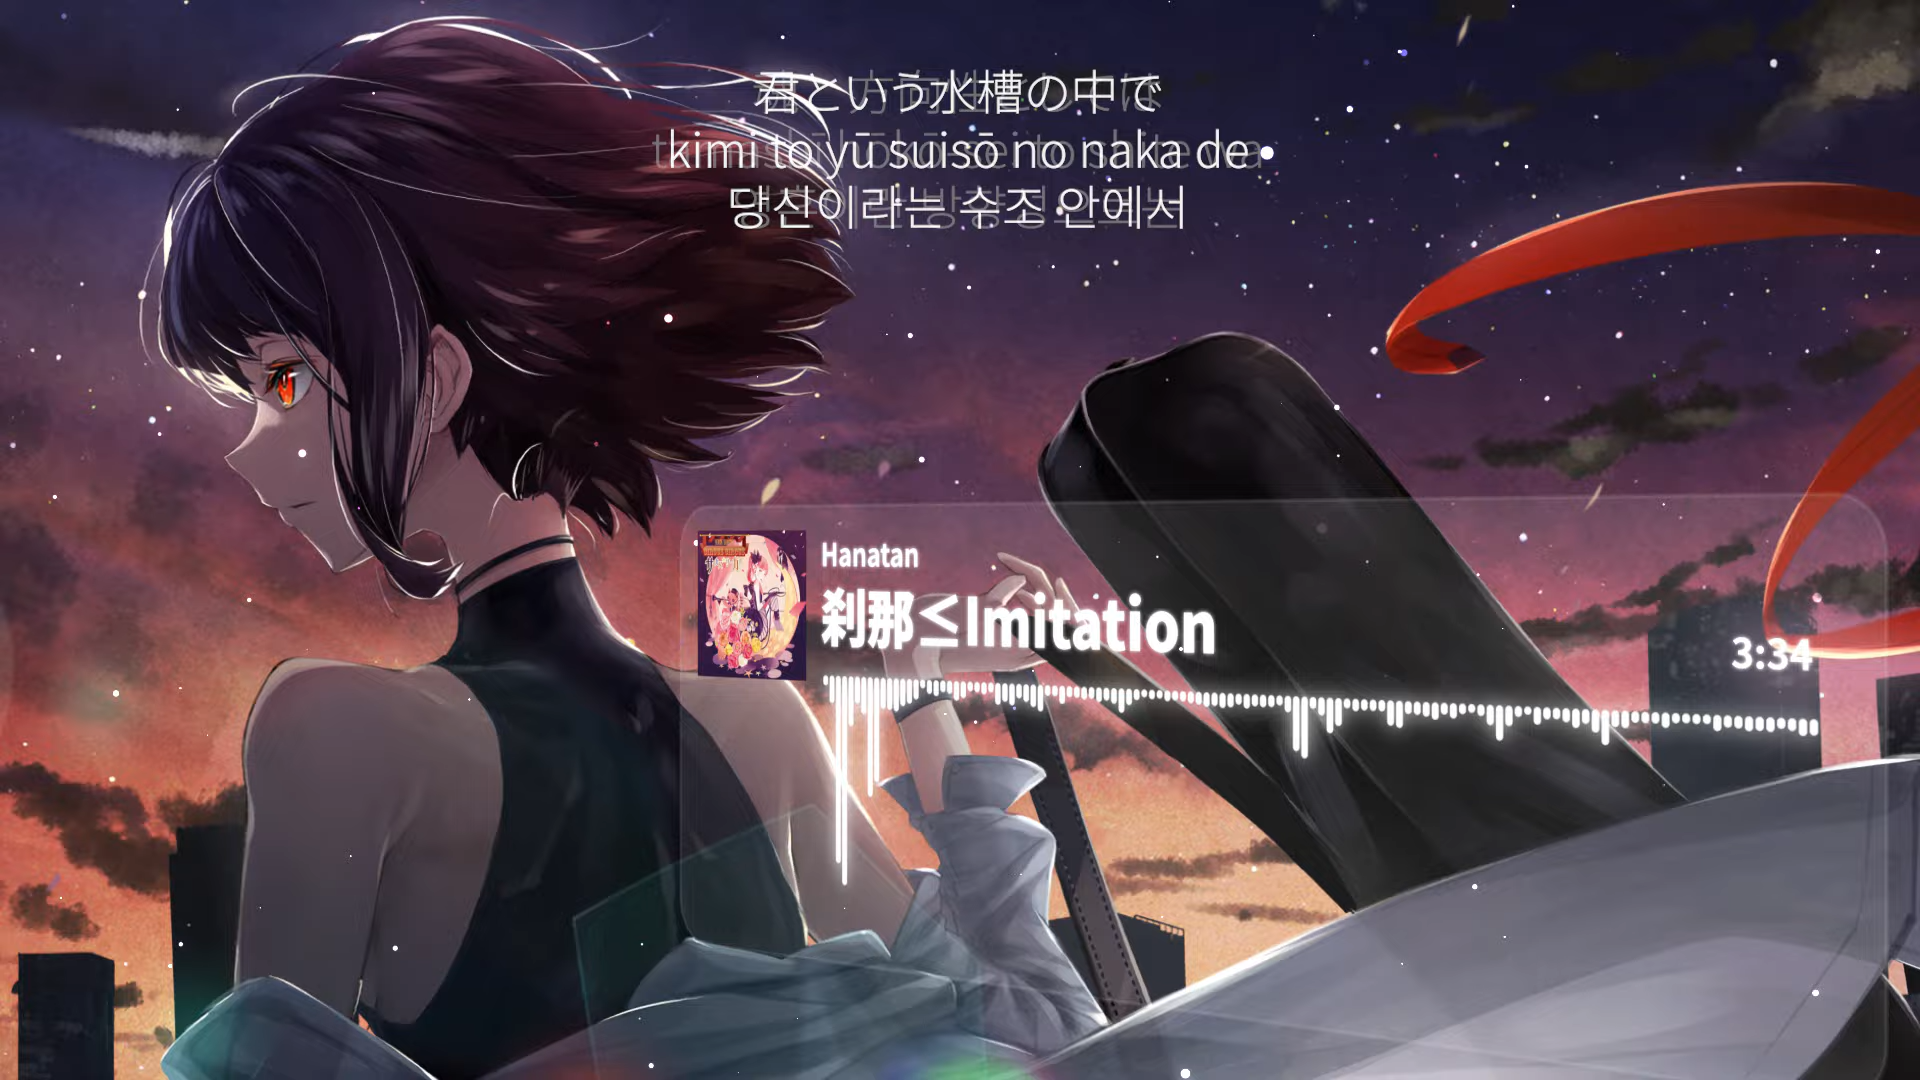 君という水槽の中で
kimi to yū suisō no naka de
당신이라는 수조 안에서
Hanatan
刹那≦Imitation
3:34